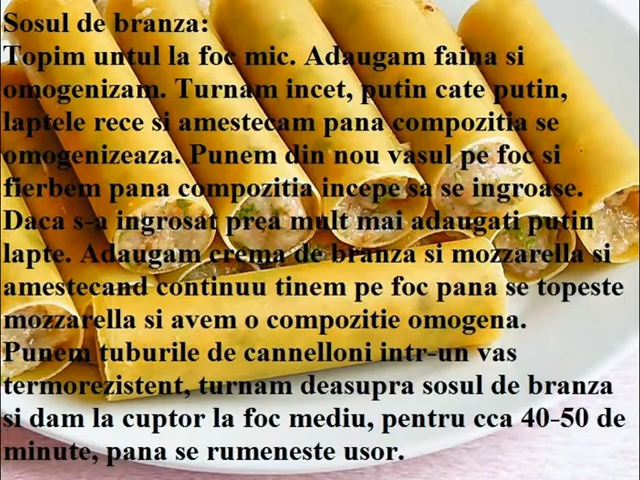 Sosul de branza:
Topim untul la foc mic. Adaugam faina si
omogenizam. Turnam incet, putin cate putin,
laptele rece si amestecam pana compozitia se
omogenizeaza. Punem din nou vasul pe foc si
fierbem pana compozitia incepe sa se ingroase.
Daca s-a ingrosat prea mult mai adaugati putin
lapte. Adaugam crema de branza si mozzarella si
amestecand continuu tinem pe foc pana se topeste
mozzarella si avem o compozitie omogena.
Punem tuburile de cannelloni intr-un vas
termorezistent, turnam deasupra sosul de branza
si dam la cuptor la foc mediu, pentru cca 40-50 de
minute, pana se rumeneste usor.